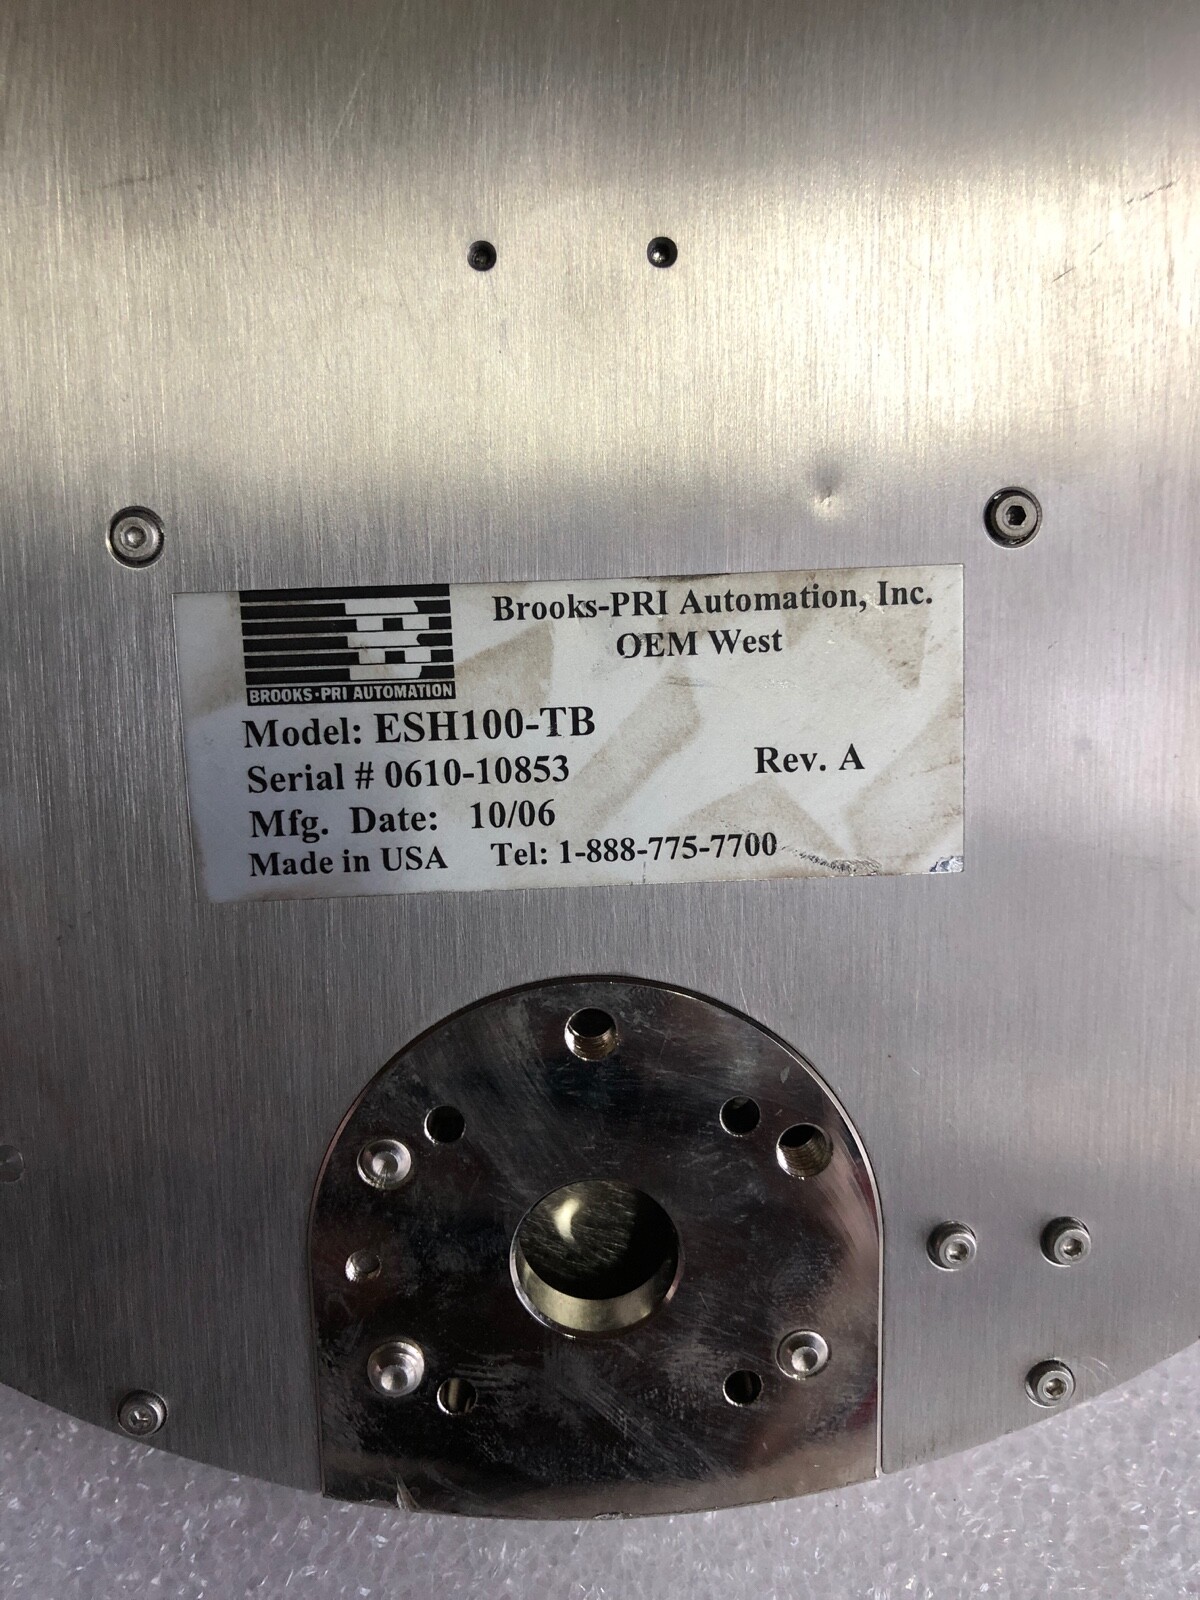 Brooks-PRI Automation, Inc.
OEM West
BROOKS·PRI AUTOMATION
Model: ESH100-TB
Serial # 0610-10853
Rev. A
Mfg. Date: 10/06
Made in USA Tel: 1-888-775-7700